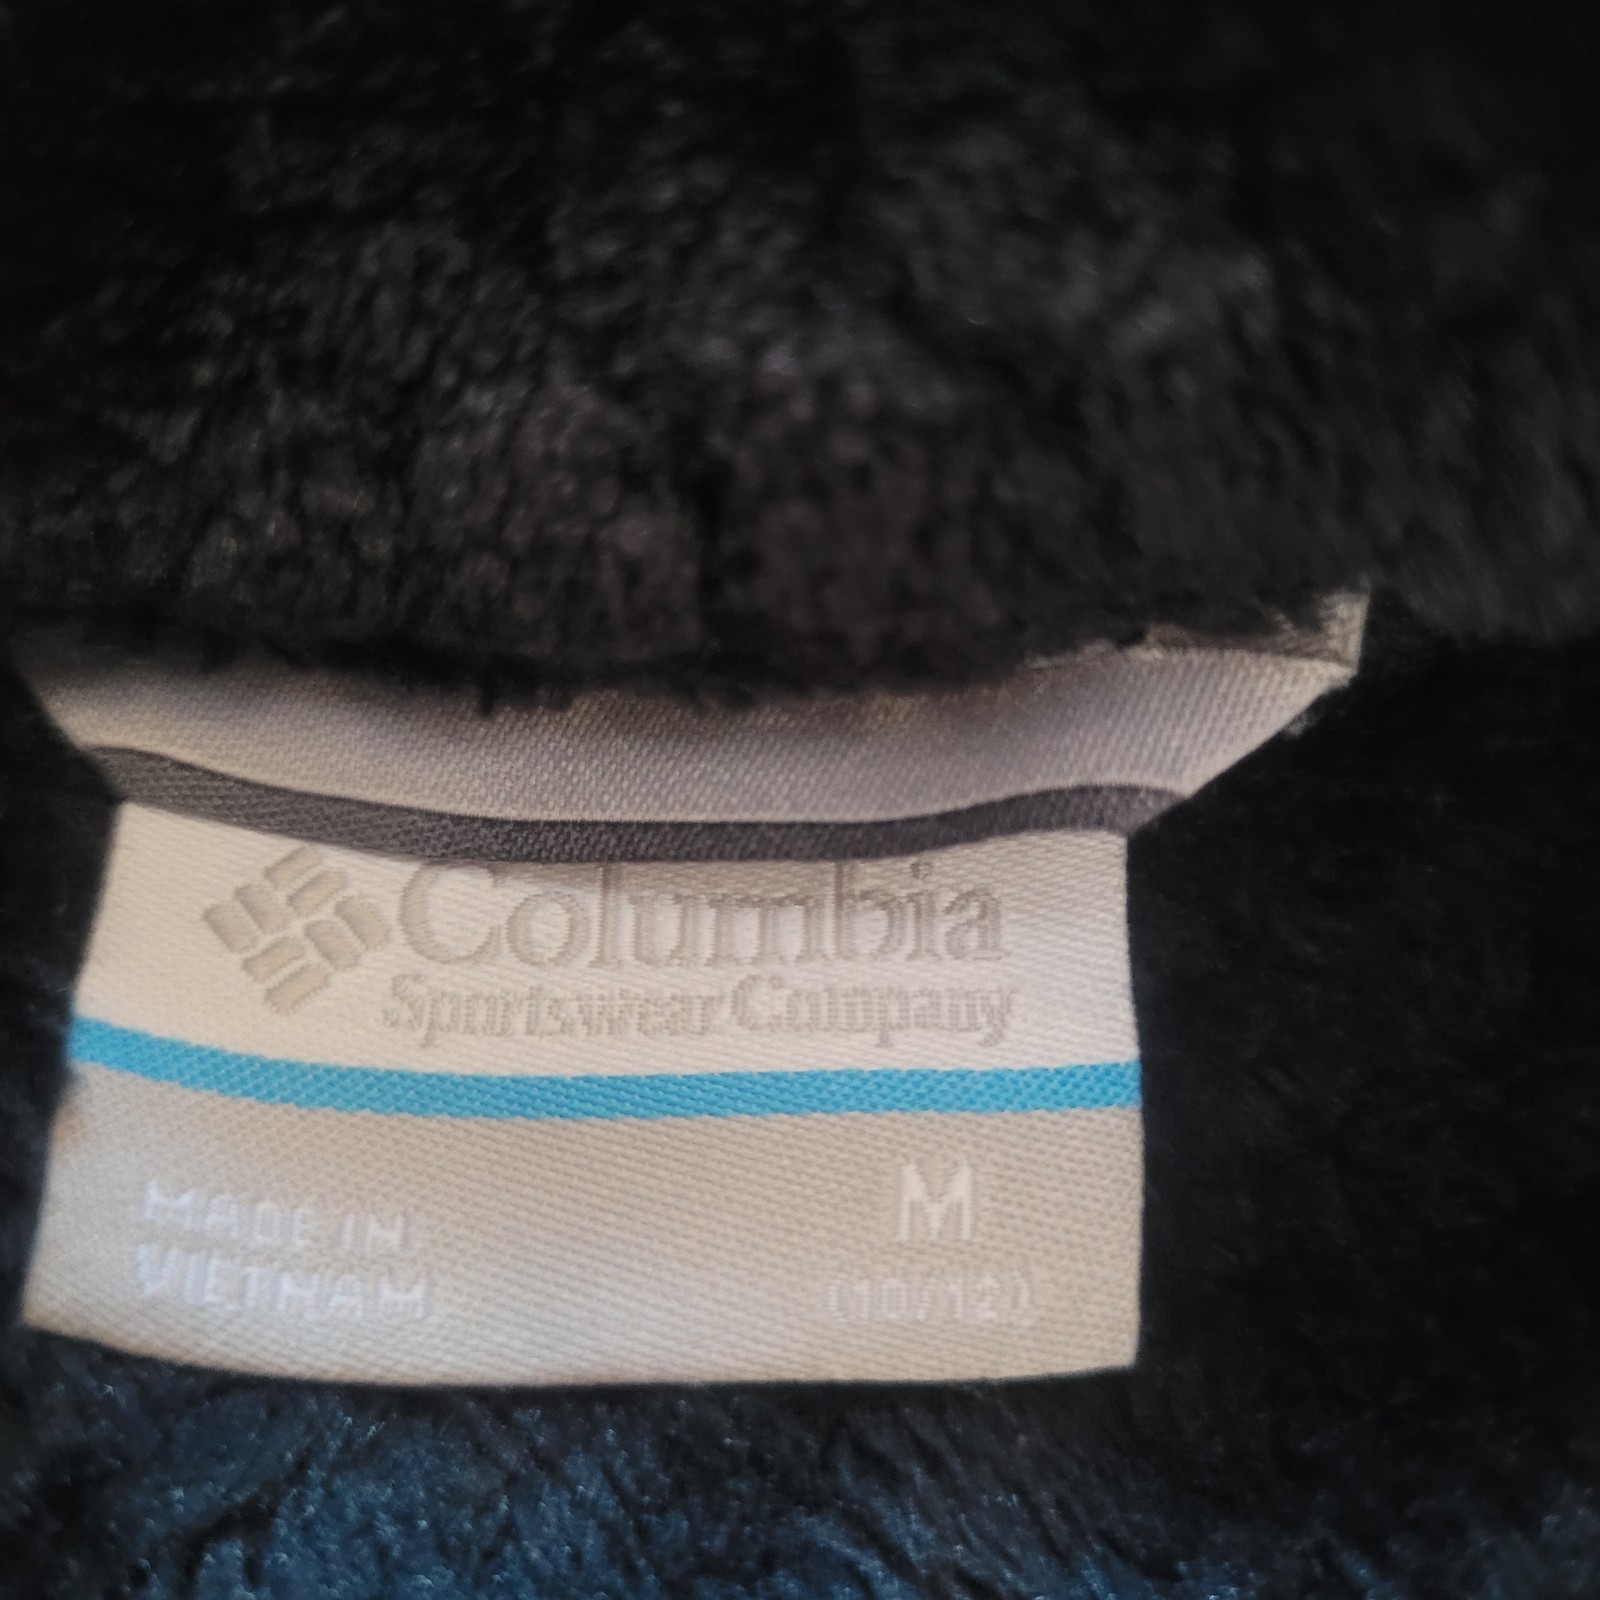 Columbia
Sportswear Company
MADE IN
VIETNAM
M
(10/12)